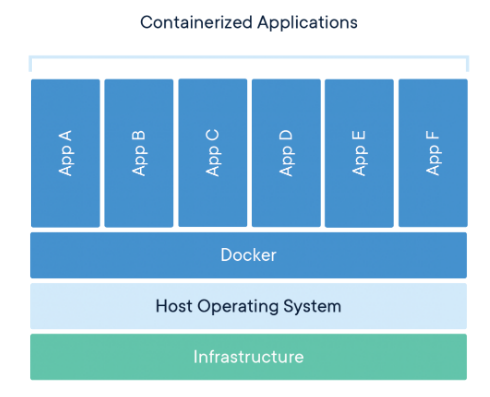 Containerized Applications
App A
App B
App C
App D
App E
App F
Docker
Host Operating System
Infrastructure